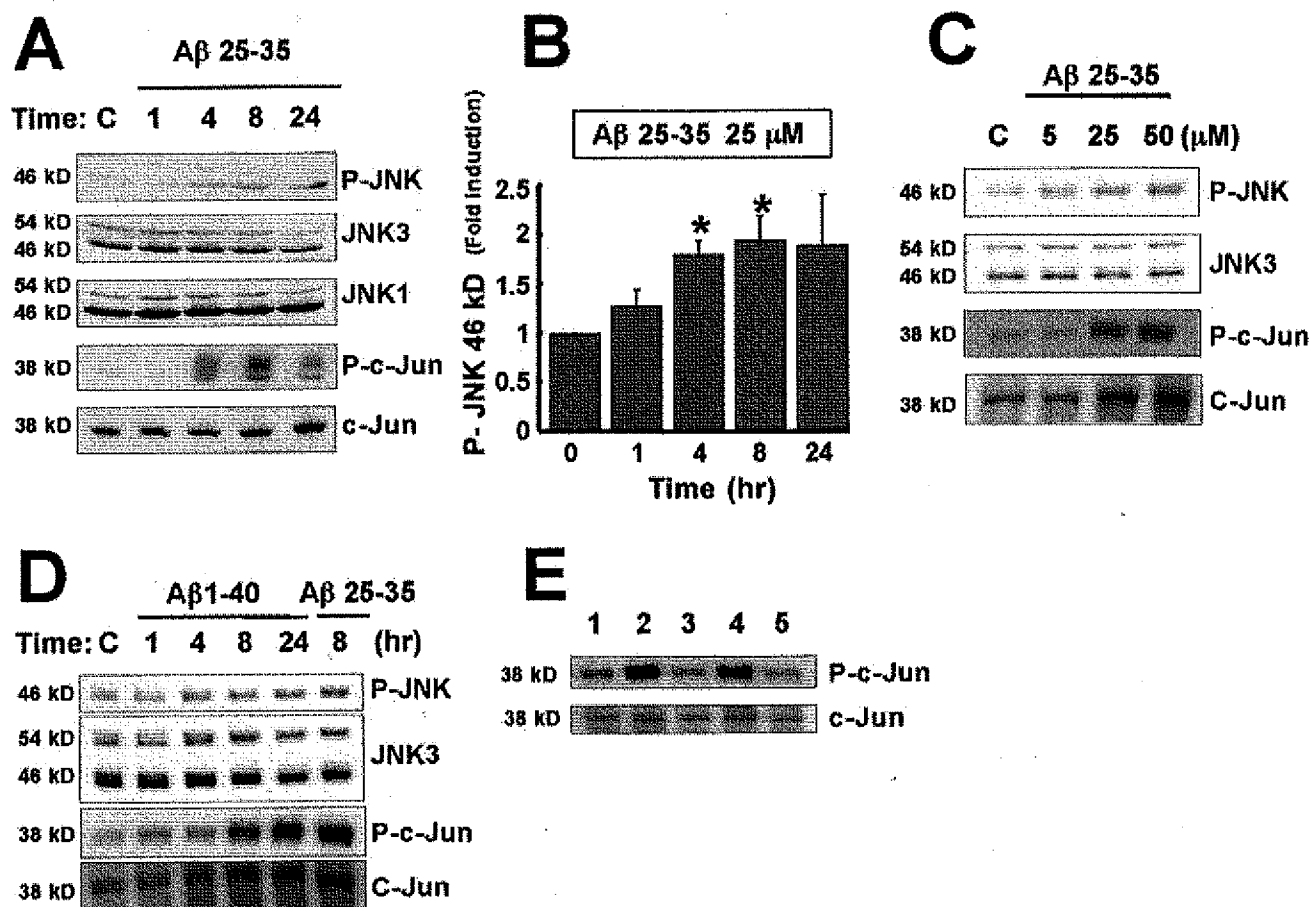 A
Aβ 25-35
Time: C 1 4 8 24
46 kD P-JNK
54 kD
46 kD JNK3
54 kD
46 kD JNK1
38 kD P-c-Jun
38 kD c-Jun
B
Aβ 25-35 25 μM
P- JNK 46 kD (Fold induction)
2.5
2
1.5
1
0.5
0
* *
0 1 4 8 24
Time (hr)
C
Aβ 25-35
C 5 25 50 (μM)
46 kD P-JNK
54 kD
46 kD JNK3
38 kD P-c-Jun
38 kD C-Jun
D
Aβ1-40 Aβ 25-35
Time: C 1 4 8 24 8 (hr)
46 kD P-JNK
54 kD
JNK3
46 kD
38 kD P-c-Jun
38 kD C-Jun
E
1 2 3 4 5
38 kD P-c-Jun
38 kD c-Jun